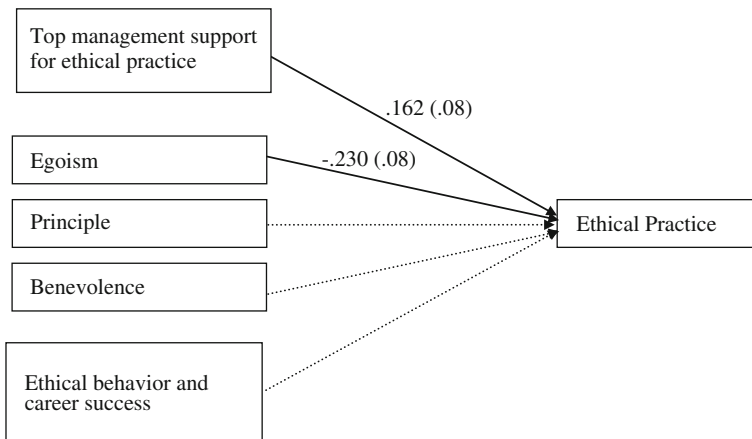 Top management support
for ethical practice
.162 (.08)
Egoism
-.230 (.08)
Principle
Ethical Practice
Benevolence
Ethical behavior and
career success